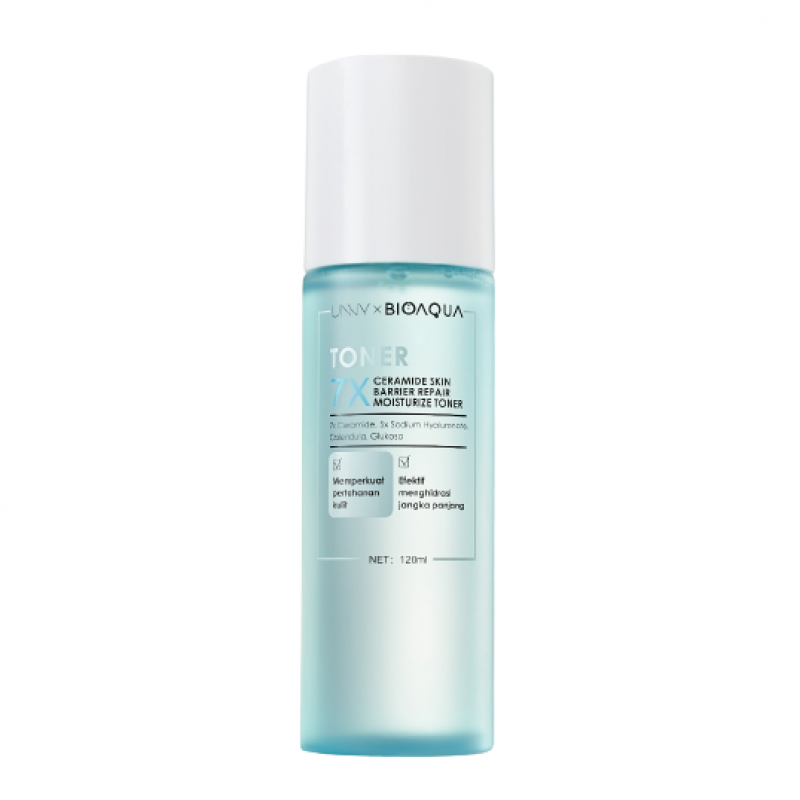 UNNY × BIOAQUA
TONER
7X CERAMIDE SKIN
BARRIER REPAIR
MOISTURIZE TONER
7x Ceramide, 5x Sodium Hyaluronate,
Calendula, Glukosa
Memperkuat
pertahanan
kulit
Efektif
menghidrasi
jangka panjang
NET: 120ml